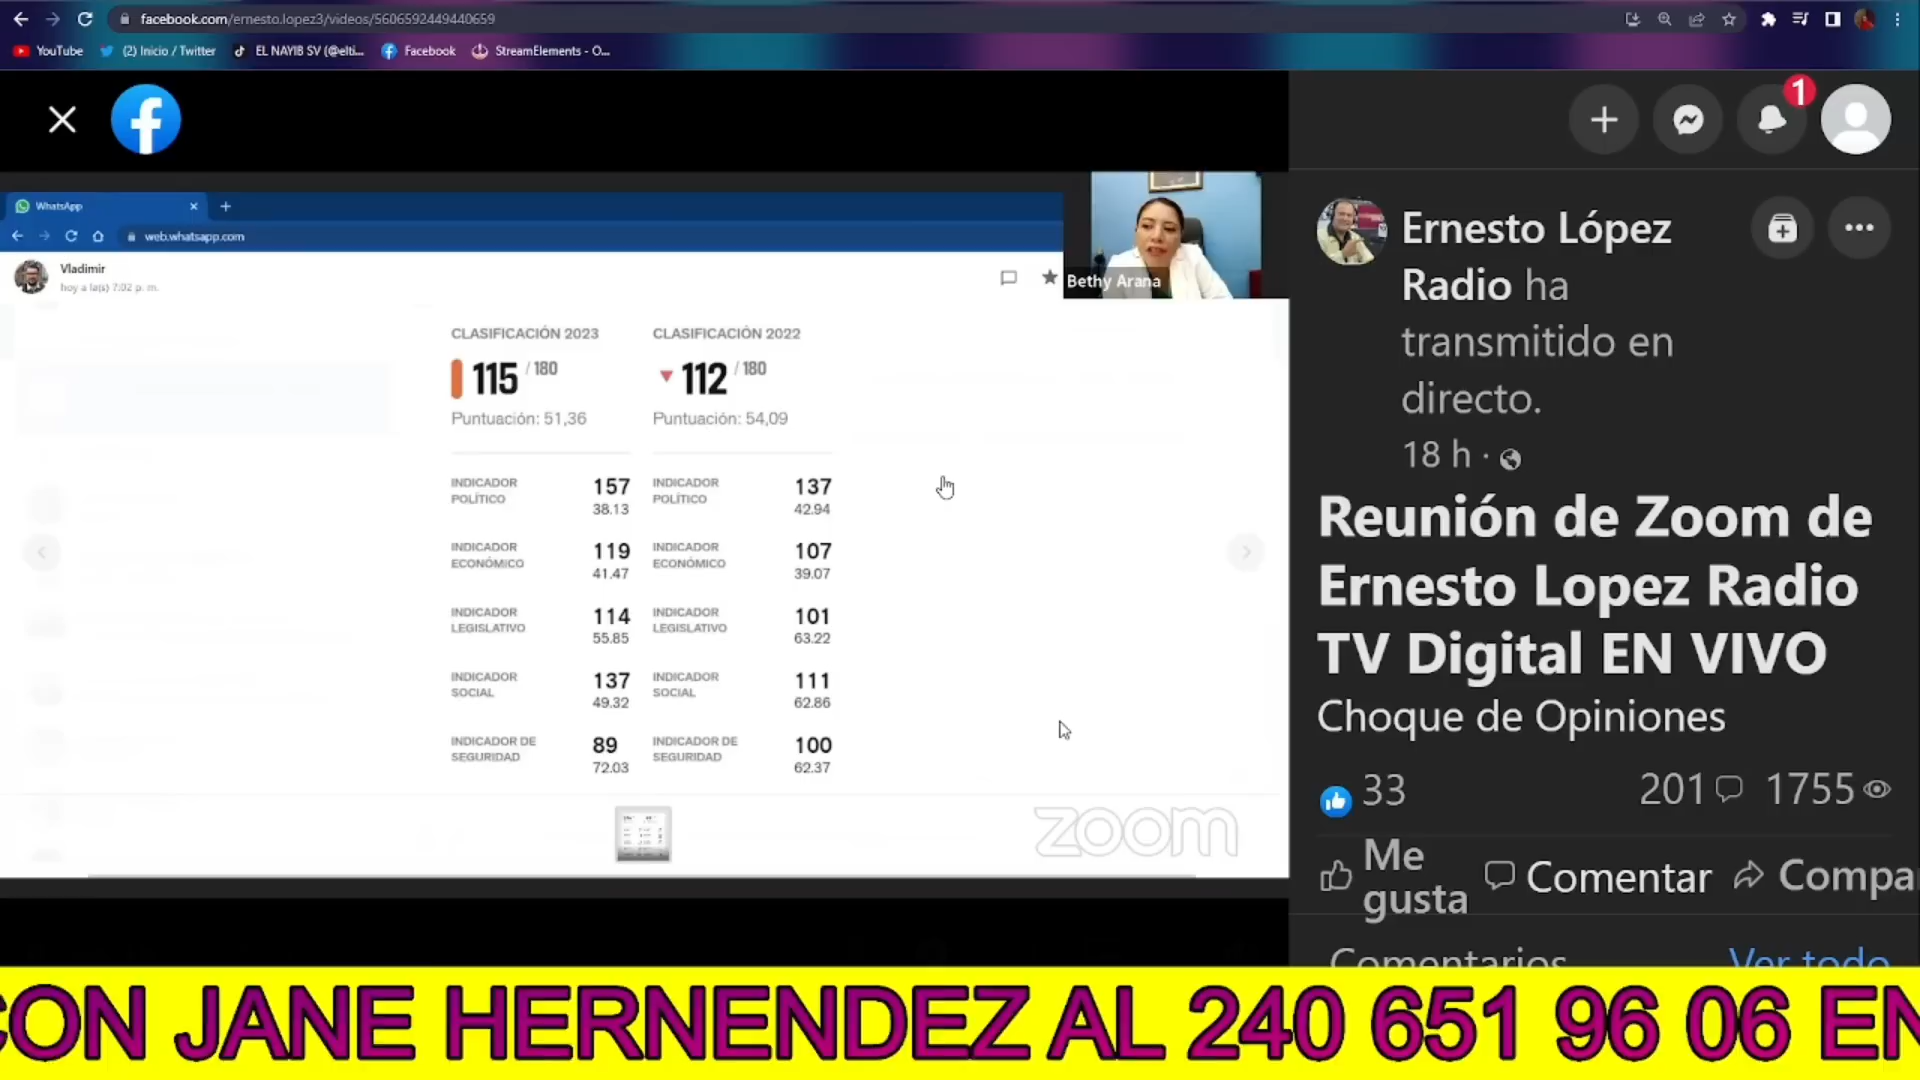 facebook.com/ernesto.lopez3/videos/5606592449440659
YouTube
(2) Inicio / Twitter
EL NAYIB SV (@elti...
Facebook
StreamElements - O...
1
WhatsApp
web.whatsapp.com
Vladimir
hoy a la(s) 7:02 p. m.
Bethy Arana
CLASIFICACIÓN 2023 CLASIFICACIÓN 2022
115 / 180 112 / 180
Puntuación: 51,36 Puntuación: 54,09
INDICADOR POLÍTICO 157 38.13 INDICADOR POLÍTICO 137 42.94
INDICADOR ECONÓMICO 119 41.47 INDICADOR ECONÓMICO 107 39.07
INDICADOR LEGISLATIVO 114 55.85 INDICADOR LEGISLATIVO 101 63.22
INDICADOR SOCIAL 137 49.32 INDICADOR SOCIAL 111 62.86
INDICADOR DE SEGURIDAD 89 72.03 INDICADOR DE SEGURIDAD 100 62.37
zoom
Ernesto López
Radio ha
transmitido en
directo.
18 h ·
Reunión de Zoom de
Ernesto Lopez Radio
TV Digital EN VIVO
Choque de Opiniones
33 201 1755
Me gusta Comentar Compa
Comentarios Ver todo
CON JANE HERNENDEZ AL 240 651 96 06 EN